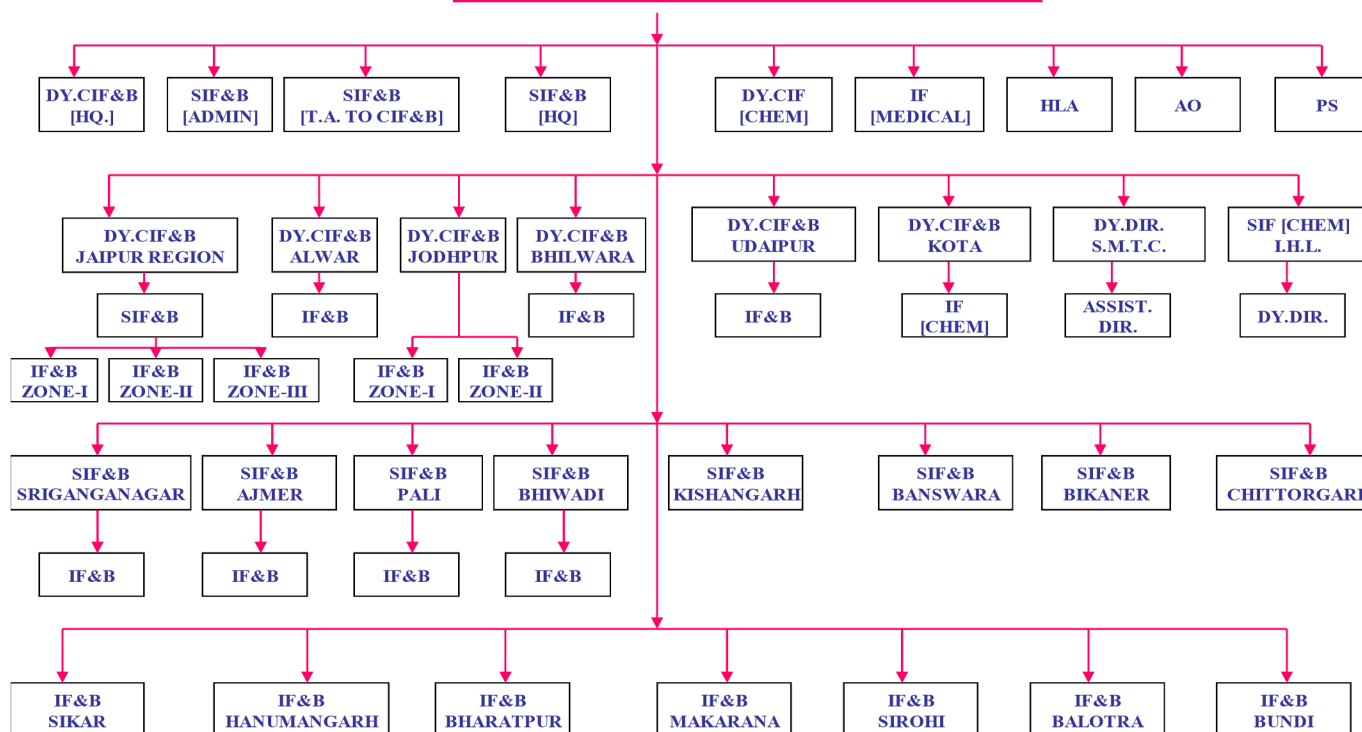 DY.CIF&B
[HQ.]
SIF&B
[ADMIN]
SIF&B
[T.A. TO CIF&B]
SIF&B
[HQ]
DY.CIF
[CHEM]
IF
[MEDICAL]
HLA
AO
PS
DY.CIF&B
JAIPUR REGION
DY.CIF&B
ALWAR
DY.CIF&B
JODHPUR
DY.CIF&B
BHILWARA
DY.CIF&B
UDAIPUR
DY.CIF&B
KOTA
DY.DIR.
S.M.T.C.
SIF [CHEM]
I.H.L.
SIF&B
IF&B
IF&B
IF&B
IF
[CHEM]
ASSIST.
DIR.
DY.DIR.
IF&B
ZONE-I
IF&B
ZONE-II
IF&B
ZONE-III
IF&B
ZONE-I
IF&B
ZONE-II
SIF&B
SRIGANGANAGAR
SIF&B
AJMER
SIF&B
PALI
SIF&B
BHIWADI
SIF&B
KISHANGARH
SIF&B
BANSWARA
SIF&B
BIKANER
SIF&B
CHITTORGARH
IF&B
IF&B
IF&B
IF&B
IF&B
SIKAR
IF&B
HANUMANGARH
IF&B
BHARATPUR
IF&B
MAKARANA
IF&B
SIROHI
IF&B
BALOTRA
IF&B
BUNDI